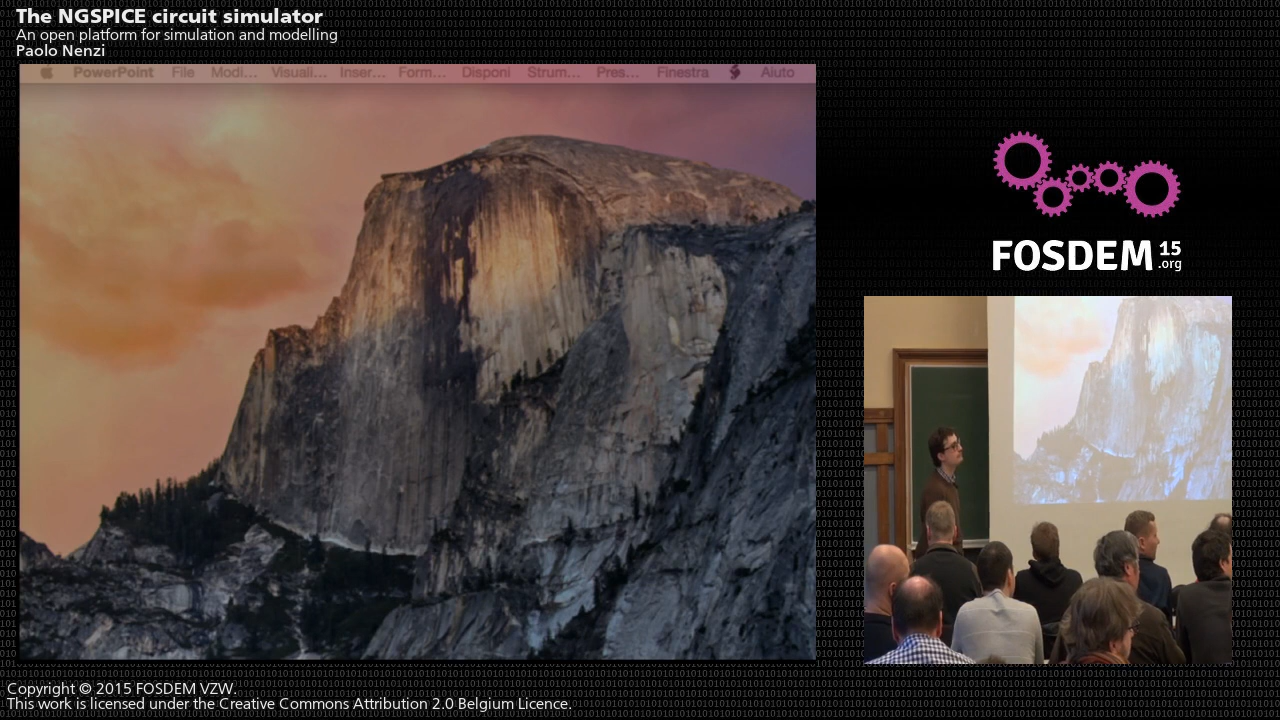 The NGSPICE circuit simulator
An open platform for simulation and modelling
Paolo Nenzi
PowerPoint File Modi... Visuali... Inser... Form... Disponi Strum... Pres... Finestra Aiuto
FOSDEM 15
.org
Copyright © 2015 FOSDEM VZW.
This work is licensed under the Creative Commons Attribution 2.0 Belgium Licence.